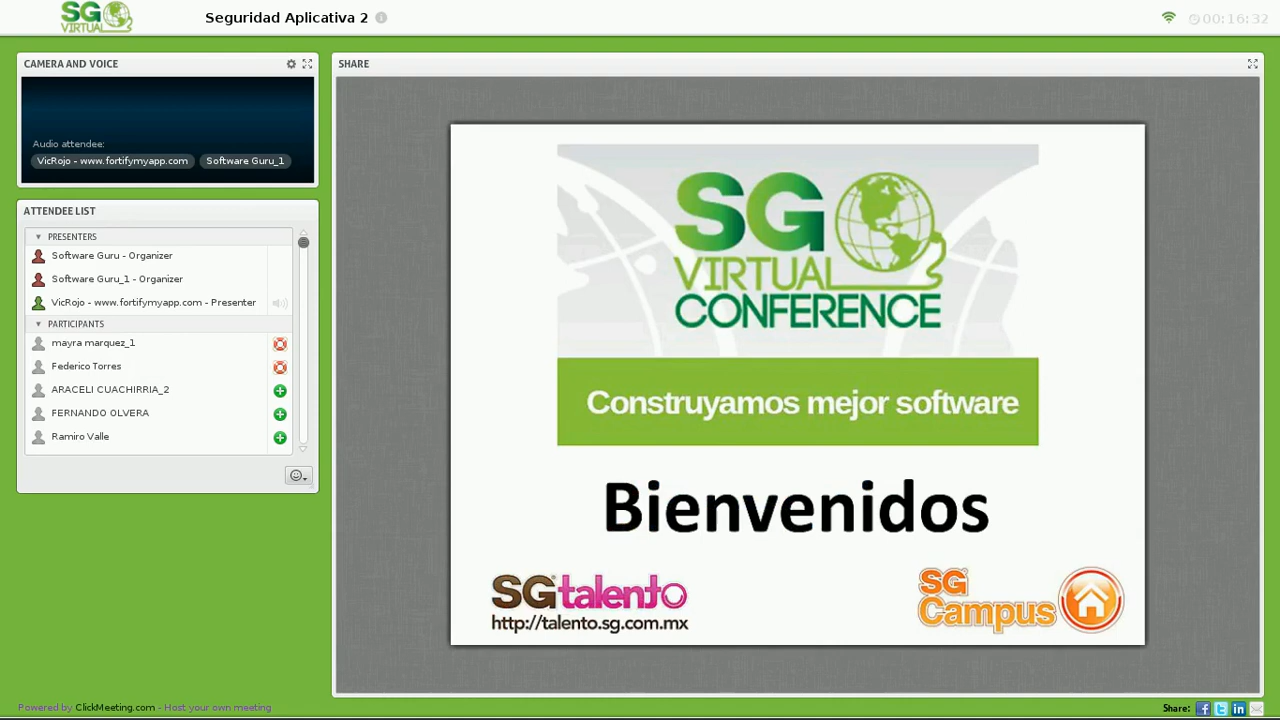 SG
VIRTUAL
Seguridad Aplicativa 2
00:16:32
CAMERA AND VOICE
Audio attendee:
VicRojo - www.fortifymyapp.com
Software Guru_1
ATTENDEE LIST
PRESENTERS
Software Guru - Organizer
Software Guru_1 - Organizer
VicRojo - www.fortifymyapp.com - Presenter
PARTICIPANTS
mayra marquez_1
Federico Torres
ARACELI CUACHIRRIA_2
FERNANDO OLVERA
Ramiro Valle
SHARE
SG
VIRTUAL
CONFERENCE
Construyamos mejor software
Bienvenidos
SGtalento
http://talento.sg.com.mx
SG
Campus
Powered by ClickMeeting.com - Host your own meeting
Share: